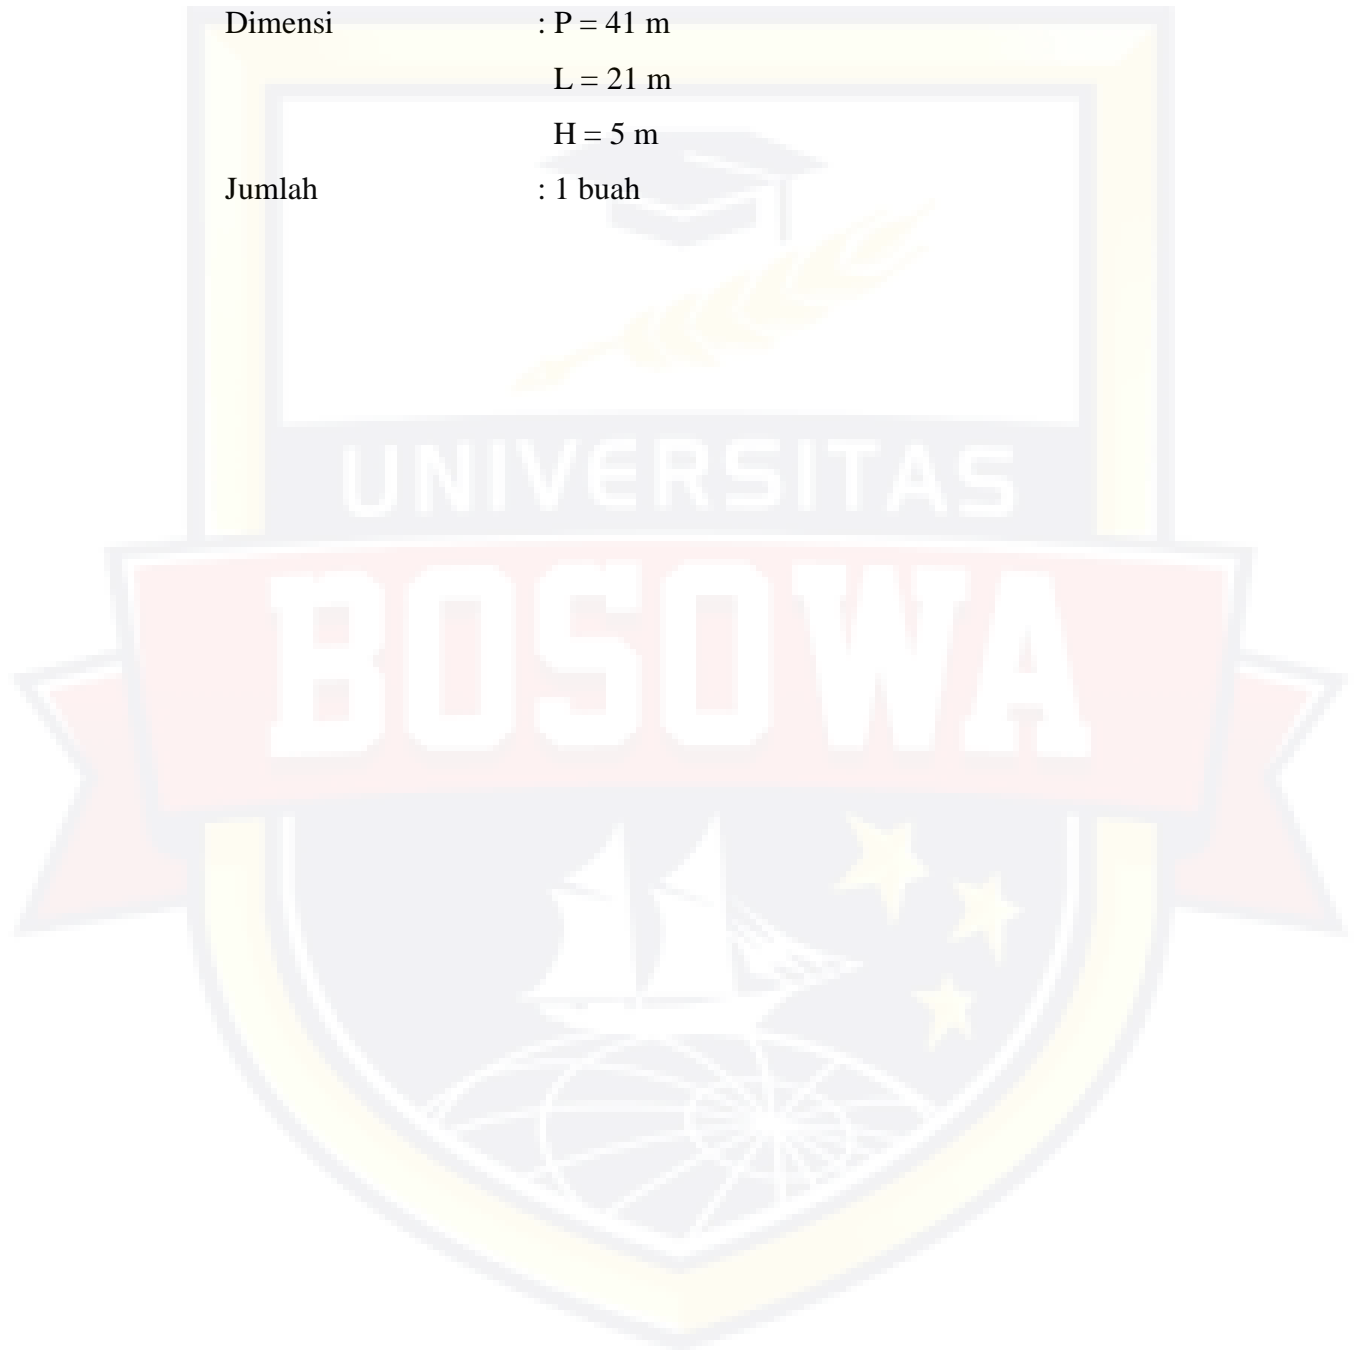 Dimensi : P = 41 m
L = 21 m
H = 5 m
Jumlah : 1 buah
UNIVERSITAS
BOSOWA